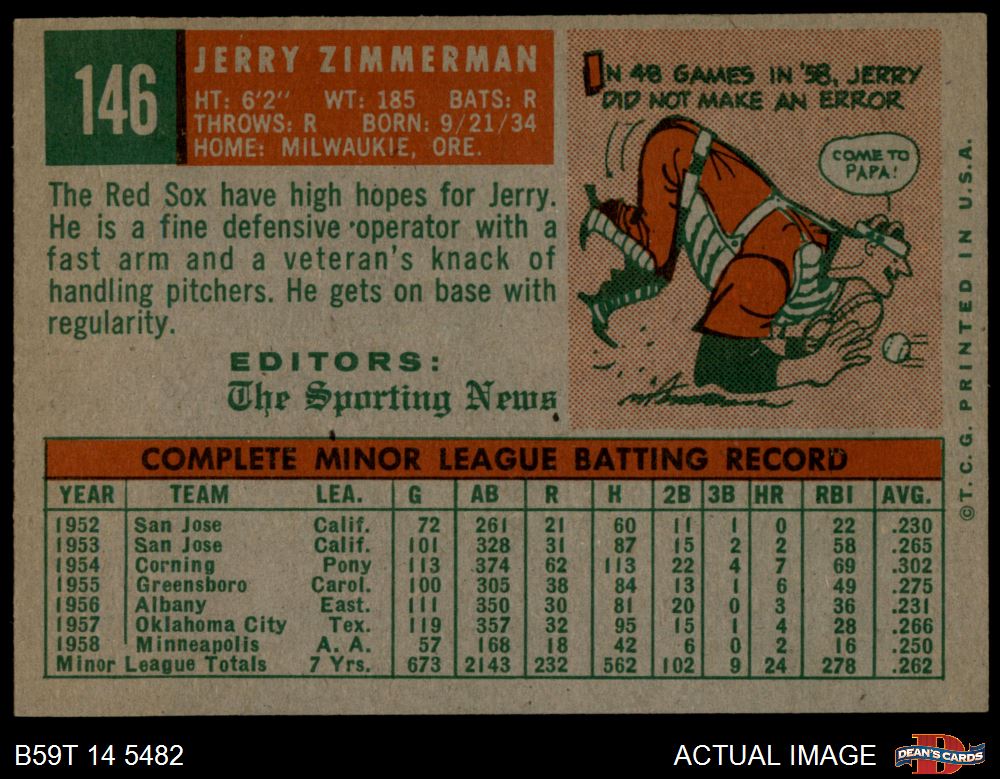 146
JERRY ZIMMERMAN
HT: 6'2" WT: 185 BATS: R
THROWS: R BORN: 9/21/34
HOME: MILWAUKIE, ORE.
The Red Sox have high hopes for Jerry.
He is a fine defensive operator with a
fast arm and a veteran's knack of
handling pitchers. He gets on base with
regularity.
EDITORS:
The Sporting News
IN 48 GAMES IN '58, JERRY
DID NOT MAKE AN ERROR
COME TO
PAPA!
©T.C.G. PRINTED IN U.S.A.
COMPLETE MINOR LEAGUE BATTING RECORD
YEAR TEAM LEA. G AB R H 2B 3B HR RBI AVG.
1952 San Jose Calif. 72 261 21 60 11 1 0 22 .230
1953 San Jose Calif. 101 328 31 87 15 2 2 58 .265
1954 Corning Pony 113 374 62 113 22 4 7 69 .302
1955 Greensboro Carol. 100 305 38 84 13 1 6 49 .275
1956 Albany East. 111 350 30 81 20 0 3 36 .231
1957 Oklahoma City Tex. 119 357 32 95 15 1 4 28 .266
1958 Minneapolis A. A. 57 168 18 42 6 0 2 16 .250
Minor League Totals 7 Yrs. 673 2143 232 562 102 9 24 278 .262
B59T 14 5482
ACTUAL IMAGE
DEAN'S CARDS